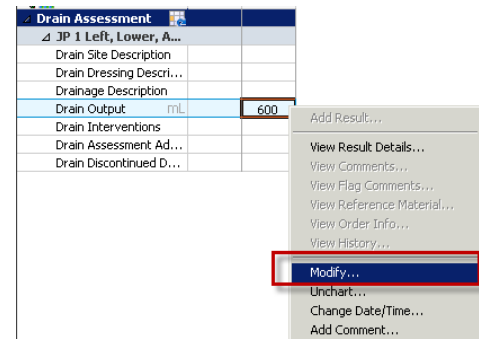 Drain Assessment
JP 1 Left, Lower, A...
Drain Site Description
Drain Dressing Descri...
Drainage Description
Drain Output mL 600
Drain Interventions
Drain Assessment Ad...
Drain Discontinued D...
Add Result...
View Result Details...
View Comments...
View Flag Comments...
View Reference Material...
View Order Info...
View History...
Modify...
Unchart...
Change Date/Time...
Add Comment...